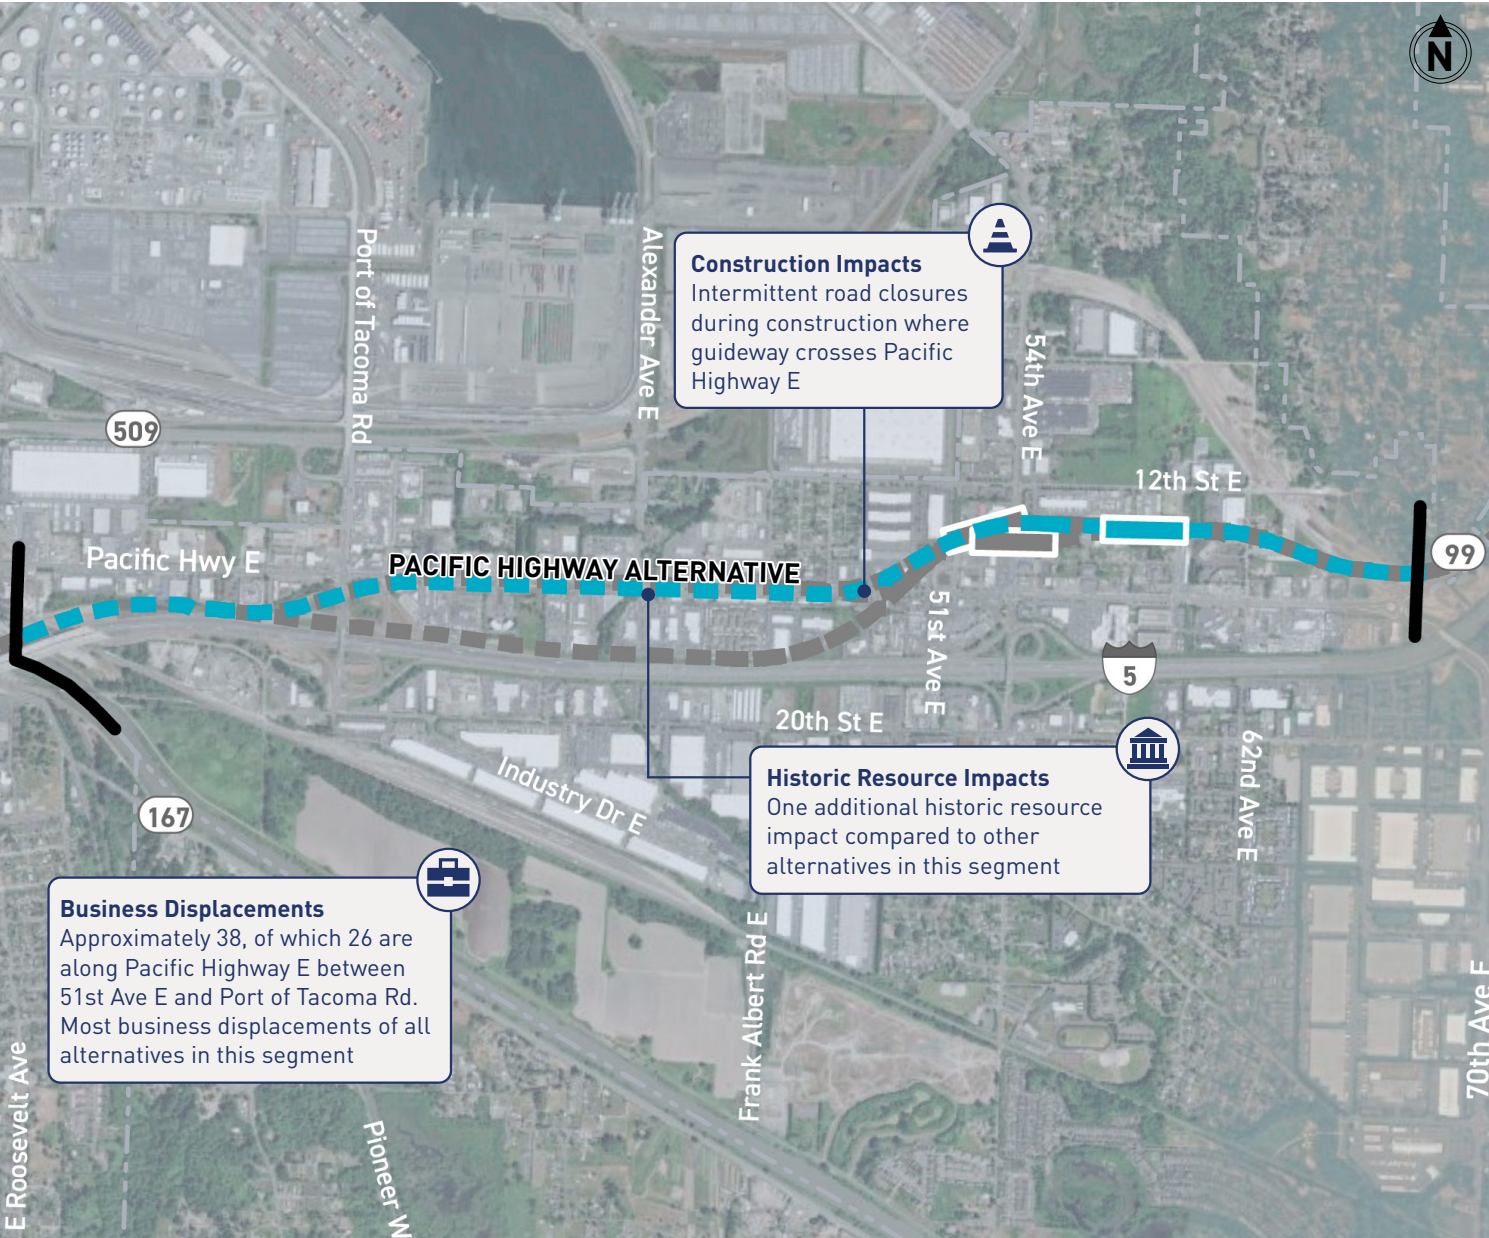 N
Port of Tacoma Rd
Alexander Ave E
Construction Impacts
Intermittent road closures
during construction where
guideway crosses Pacific
Highway E
54th Ave E
509
12th St E
Pacific Hwy E
PACIFIC HIGHWAY ALTERNATIVE
99
51st Ave E
5
20th St E
62nd Ave E
Industry Dr E
Historic Resource Impacts
One additional historic resource
impact compared to other
alternatives in this segment
167
Business Displacements
Approximately 38, of which 26 are
along Pacific Highway E between
51st Ave E and Port of Tacoma Rd.
Most business displacements of all
alternatives in this segment
Frank Albert Rd E
70th Ave E
E Roosevelt Ave
Pioneer W